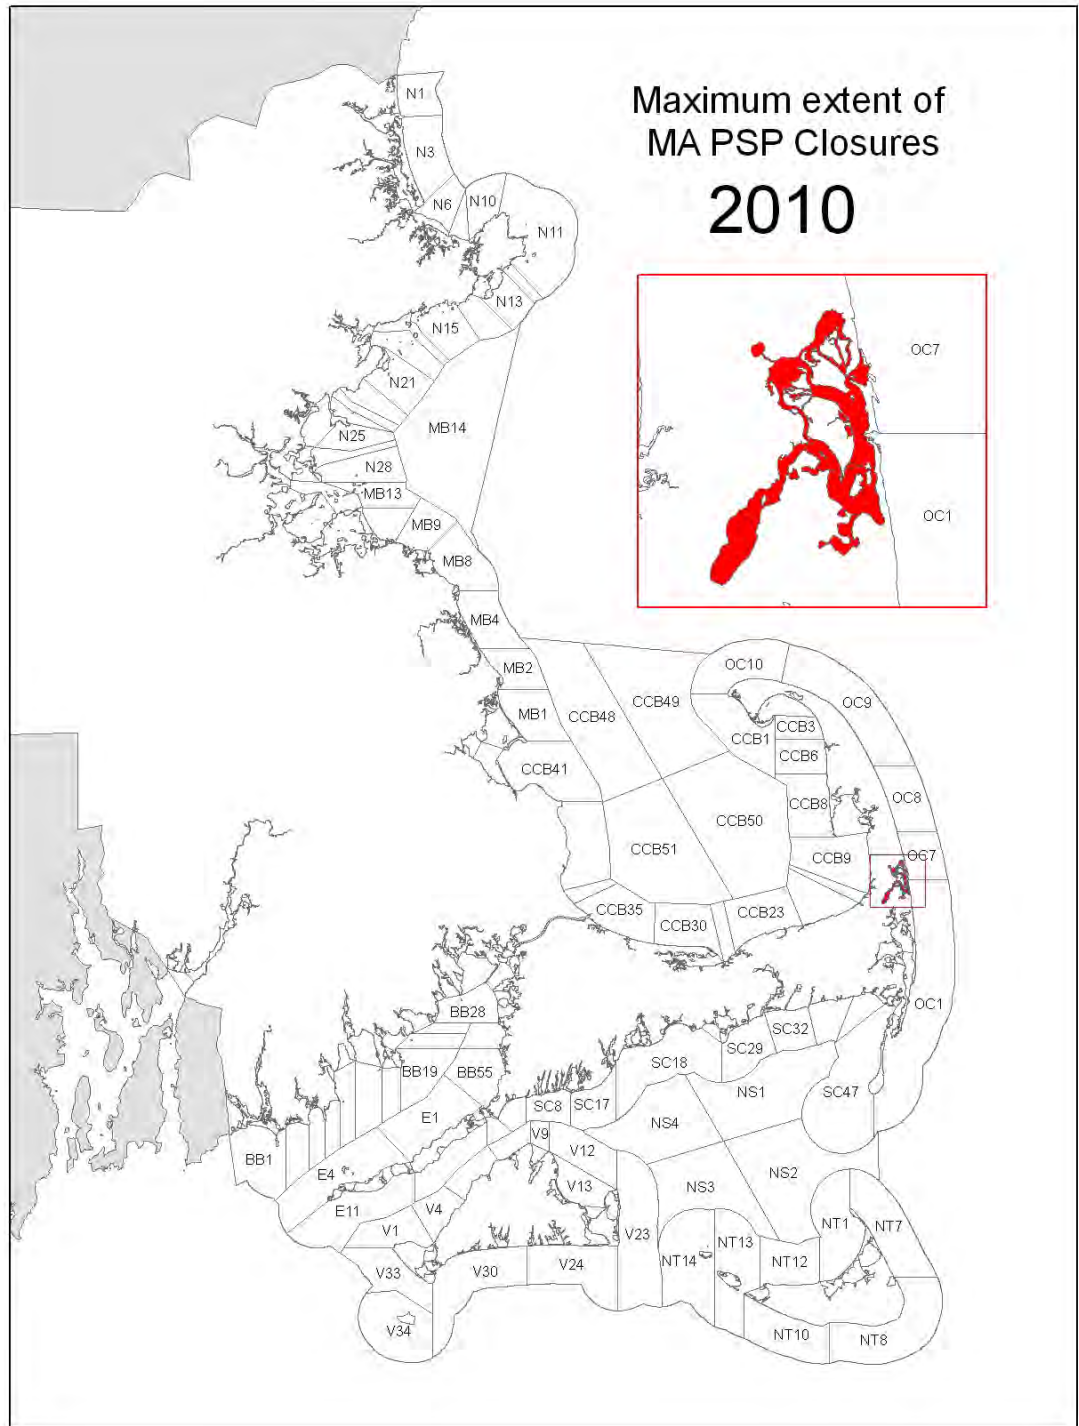 Maximum extent of
MA PSP Closures
2010
N1
N3
N6
N10
N11
N13
N15
N21
MB14
N25
N28
MB13
MB9
MB8
MB4
MB2
MB1
CCB41
CCB48
CCB49
OC10
OC9
CCB1
CCB3
CCB6
CCB8
OC8
CCB50
CCB51
CCB9
OC7
CCB35
CCB30
CCB23
OC1
BB28
BB19
BB55
SC32
SC29
SC18
SC8
SC17
NS1
SC47
NS4
E1
V9
V12
BB1
E4
V13
NS3
NS2
E11
V4
V1
V23
NT1
NT7
NT13
NT14
NT12
V33
V30
V24
V34
NT10
NT8
OC7
OC1